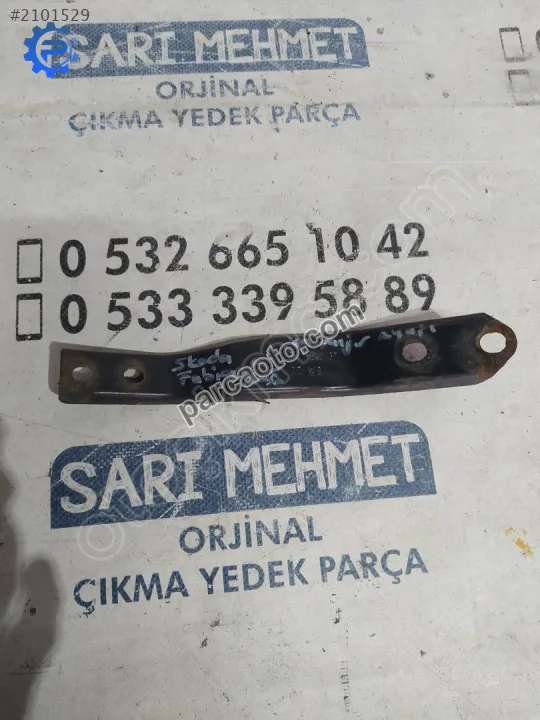 #2101529
SARI MEHMET
ORJİNAL
ÇIKMA YEDEK PARÇA
0 532 665 10 42
0 533 339 58 89
Skoda
Fabia
parcaoto.com
SARI MEHMET
ORJİNAL
ÇIKMA YEDEK PARÇA